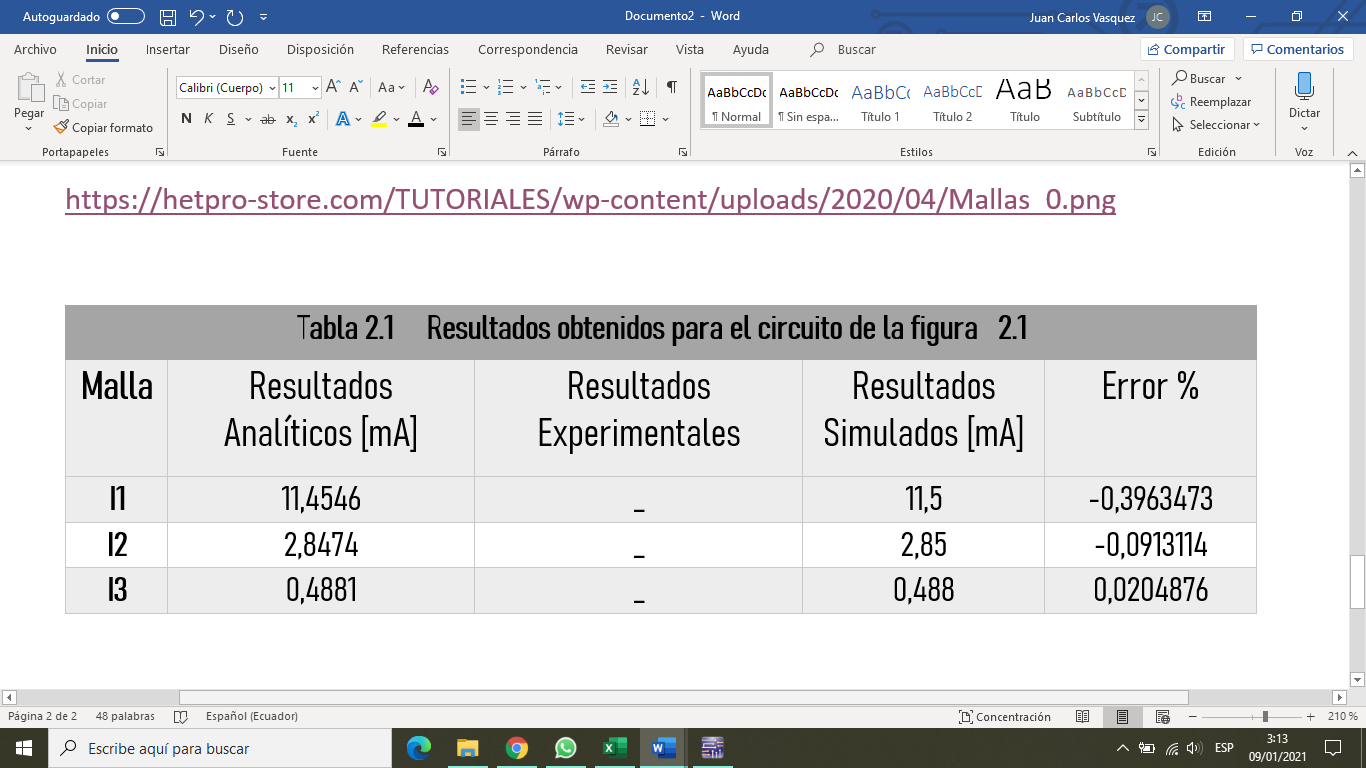 Autoguardado
Documento2 - Word
Juan Carlos Vasquez
JC
Archivo Inicio Insertar Diseño Disposición Referencias Correspondencia Revisar Vista Ayuda Buscar
Compartir Comentarios
Pegar
Cortar
Copiar
Copiar formato
Portapapeles
Calibri (Cuerpo) 11
N K S ab x₂ x²
Fuente
Párrafo
AaBbCcDc AaBbCcDc AaBbCc AaBbCcD AaB AaBbCcD
¶ Normal ¶ Sin espa... Título 1 Título 2 Título Subtítulo
Estilos
Buscar
Reemplazar
Seleccionar
Edición
Dictar
Voz
https://hetpro-store.com/TUTORIALES/wp-content/uploads/2020/04/Mallas_0.png
Tabla 2.1 Resultados obtenidos para el circuito de la figura 2.1
Malla Resultados Analíticos [mA] Resultados Experimentales Resultados Simulados [mA] Error %
I1 11,4546 _ 11,5 -0,3963473
I2 2,8474 _ 2,85 -0,0913114
I3 0,4881 _ 0,488 0,0204876
Página 2 de 2 48 palabras Español (Ecuador) Concentración 210 %
Escribe aquí para buscar
ESP
3:13
09/01/2021